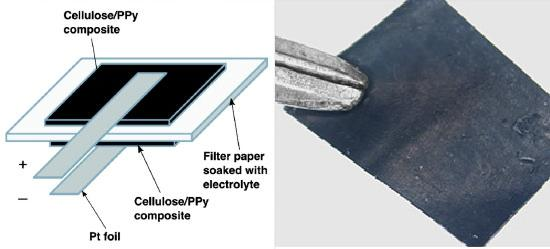 Cellulose/PPy
composite
+
–
Filter paper
soaked with
electrolyte
Cellulose/PPy
composite
Pt foil